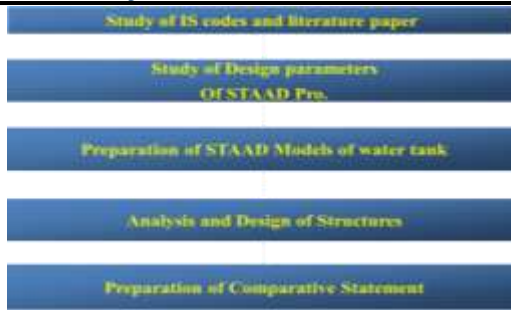 Study of IS codes and literature paper
Study of Design parameters
Of STAAD Pro.
Preparation of STAAD Models of water tank
Analysis and Design of Structures
Preparation of Comparative Statement